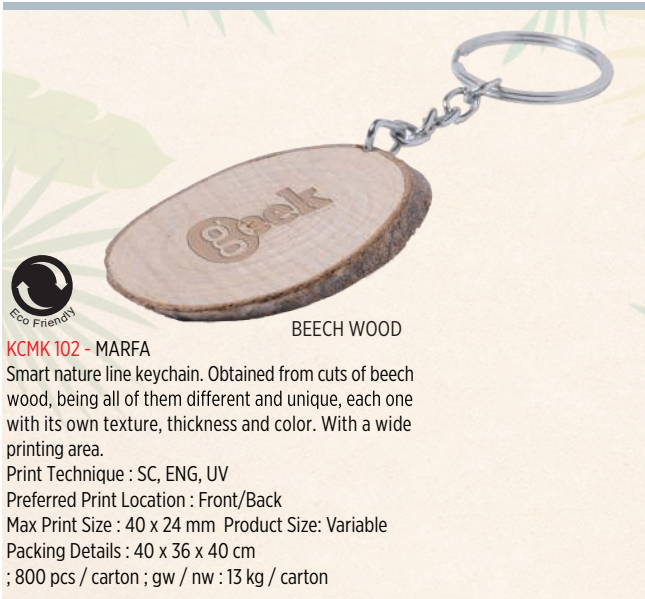 geek
Eco Friendly
BEECH WOOD
KCMK 102 - MARFA
Smart nature line keychain. Obtained from cuts of beech
wood, being all of them different and unique, each one
with its own texture, thickness and color. With a wide
printing area.
Print Technique : SC, ENG, UV
Preferred Print Location : Front/Back
Max Print Size : 40 x 24 mm  Product Size: Variable
Packing Details : 40 x 36 x 40 cm
; 800 pcs / carton ; gw / nw : 13 kg / carton